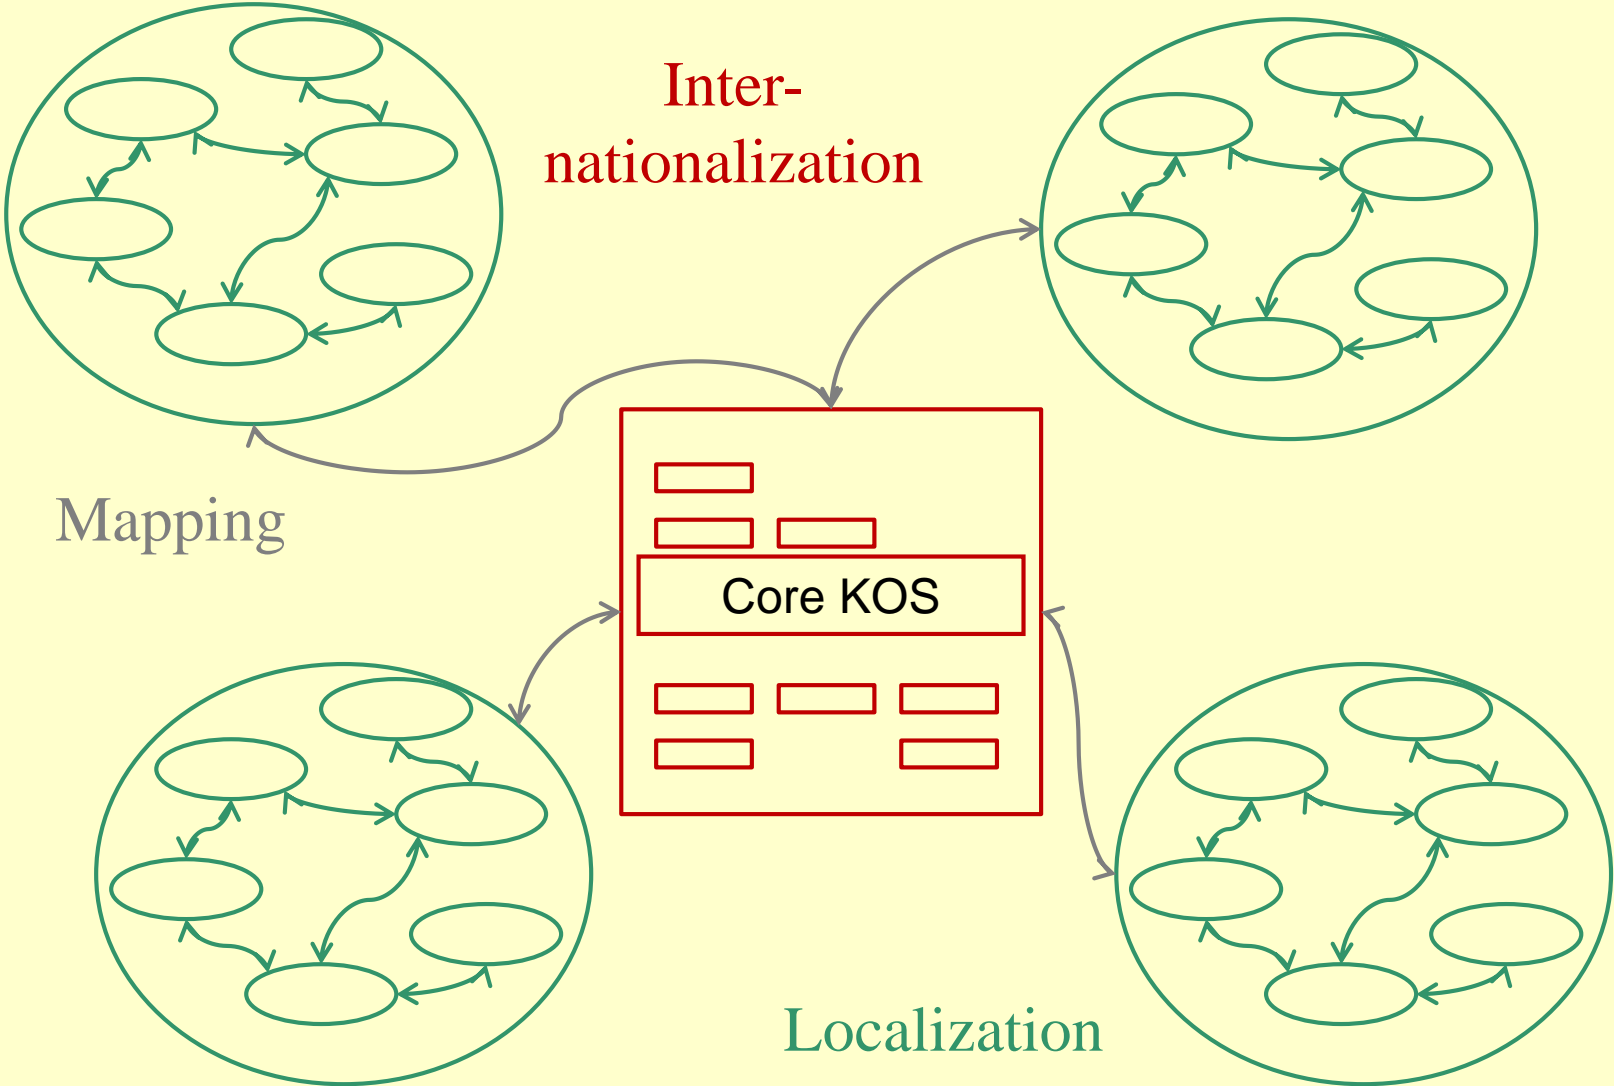 Inter-
nationalization
Mapping
Core KOS
Localization